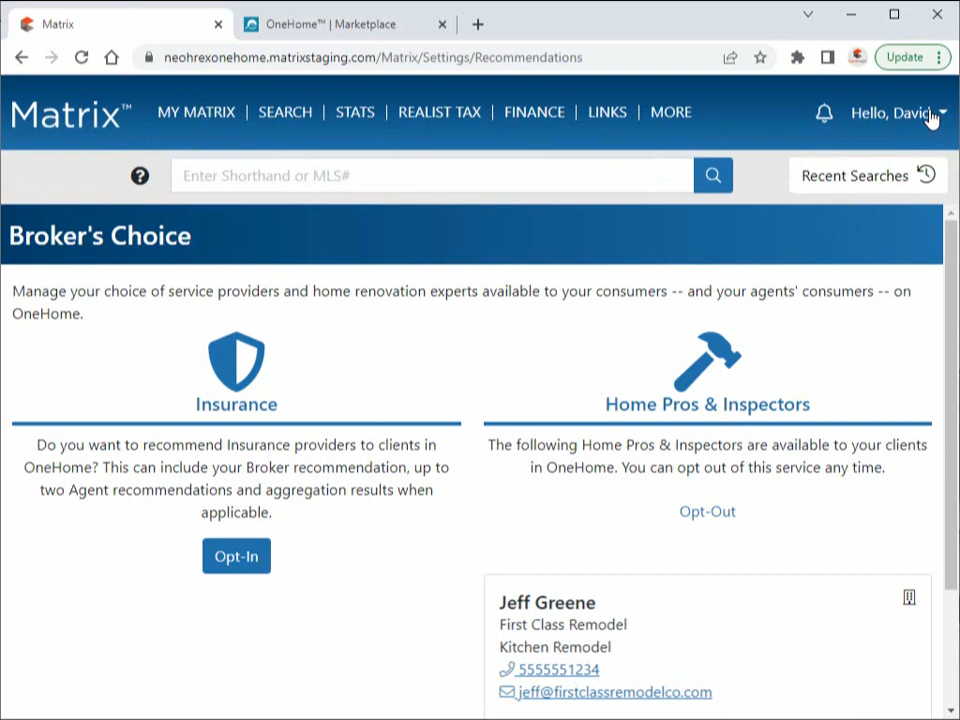 Matrix
OneHome™ | Marketplace
neohrexonehome.matrixstaging.com/Matrix/Settings/Recommendations
Update
Matrix™
MY MATRIX | SEARCH | STATS | REALIST TAX | FINANCE | LINKS | MORE
Hello, David
Enter Shorthand or MLS#
Recent Searches
Broker's Choice
Manage your choice of service providers and home renovation experts available to your consumers -- and your agents' consumers -- on
OneHome.
Insurance
Do you want to recommend Insurance providers to clients in
OneHome? This can include your Broker recommendation, up to
two Agent recommendations and aggregation results when
applicable.
Opt-In
Home Pros & Inspectors
The following Home Pros & Inspectors are available to your clients
in OneHome. You can opt out of this service any time.
Opt-Out
Jeff Greene
First Class Remodel
Kitchen Remodel
5555551234
jeff@firstclassremodelco.com